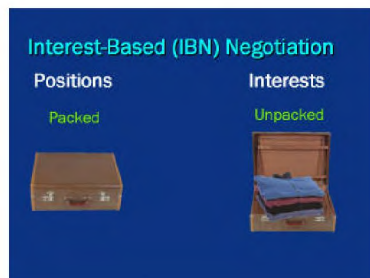 Interest-Based (IBN) Negotiation
Positions Interests
Packed Unpacked